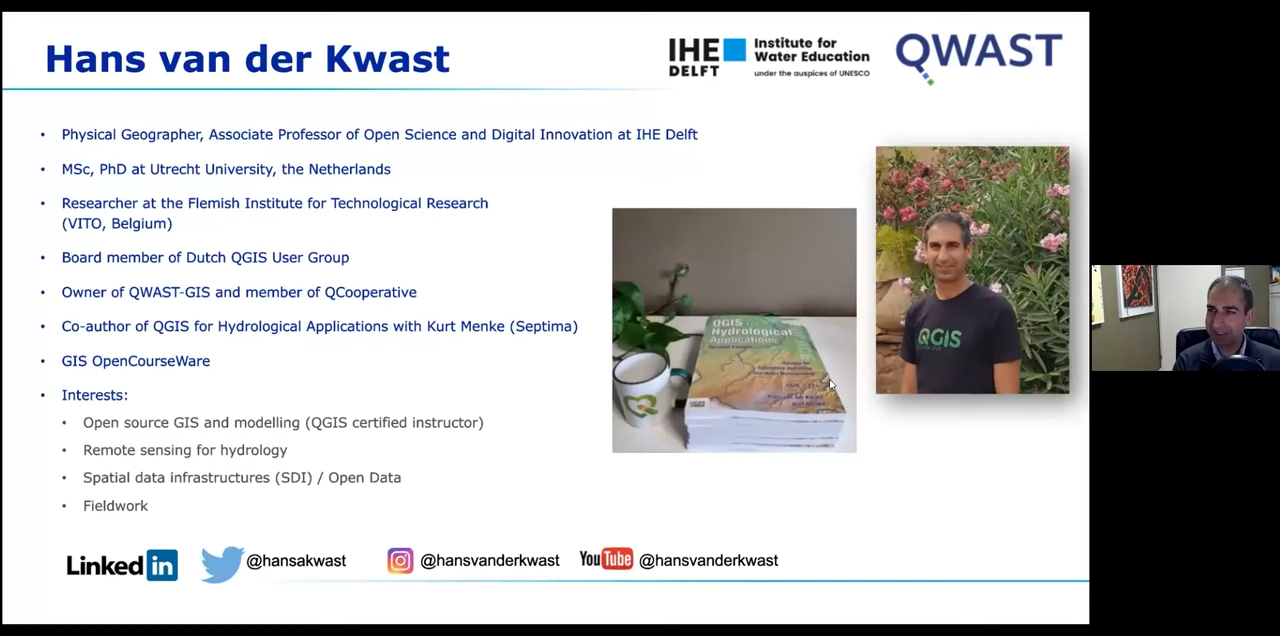 Hans van der Kwast
IHE DELFT
Institute for
Water Education
under the auspices of UNESCO
QWAST
• Physical Geographer, Associate Professor of Open Science and Digital Innovation at IHE Delft
• MSc, PhD at Utrecht University, the Netherlands
• Researcher at the Flemish Institute for Technological Research
(VITO, Belgium)
• Board member of Dutch QGIS User Group
• Owner of QWAST-GIS and member of QCooperative
• Co-author of QGIS for Hydrological Applications with Kurt Menke (Septima)
• GIS OpenCourseWare
• Interests:
• Open source GIS and modelling (QGIS certified instructor)
• Remote sensing for hydrology
• Spatial data infrastructures (SDI) / Open Data
• Fieldwork
QGIS
Hydrological
Applications
QGIS
LinkedIn
@hansakwast
@hansvanderkwast
YouTube
@hansvanderkwast